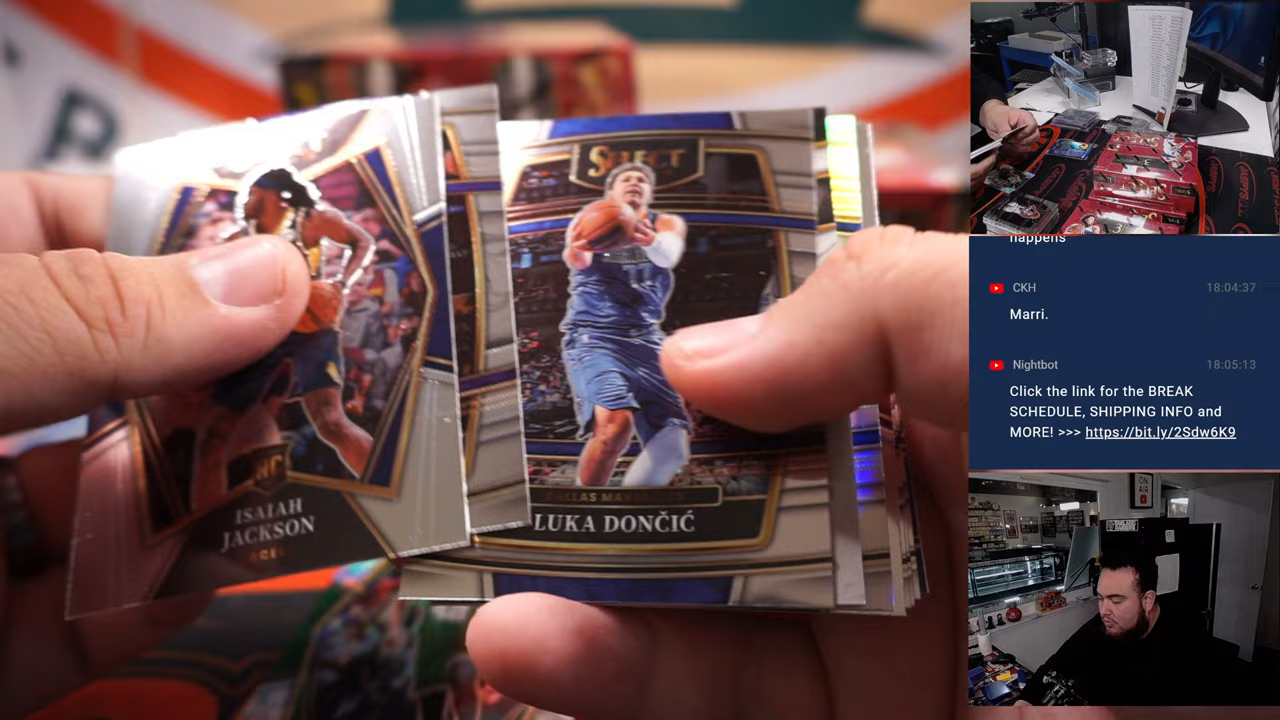 SELECT
DALLAS MAVERICKS
LUKA DONČIĆ
RC
ISAIAH
JACKSON
happens
CKH
18:04:37
Marri.
Nightbot
18:05:13
Click the link for the BREAK
SCHEDULE, SHIPPING INFO and
MORE! >>> https://bit.ly/2Sdw6K9
ON
AIR
R